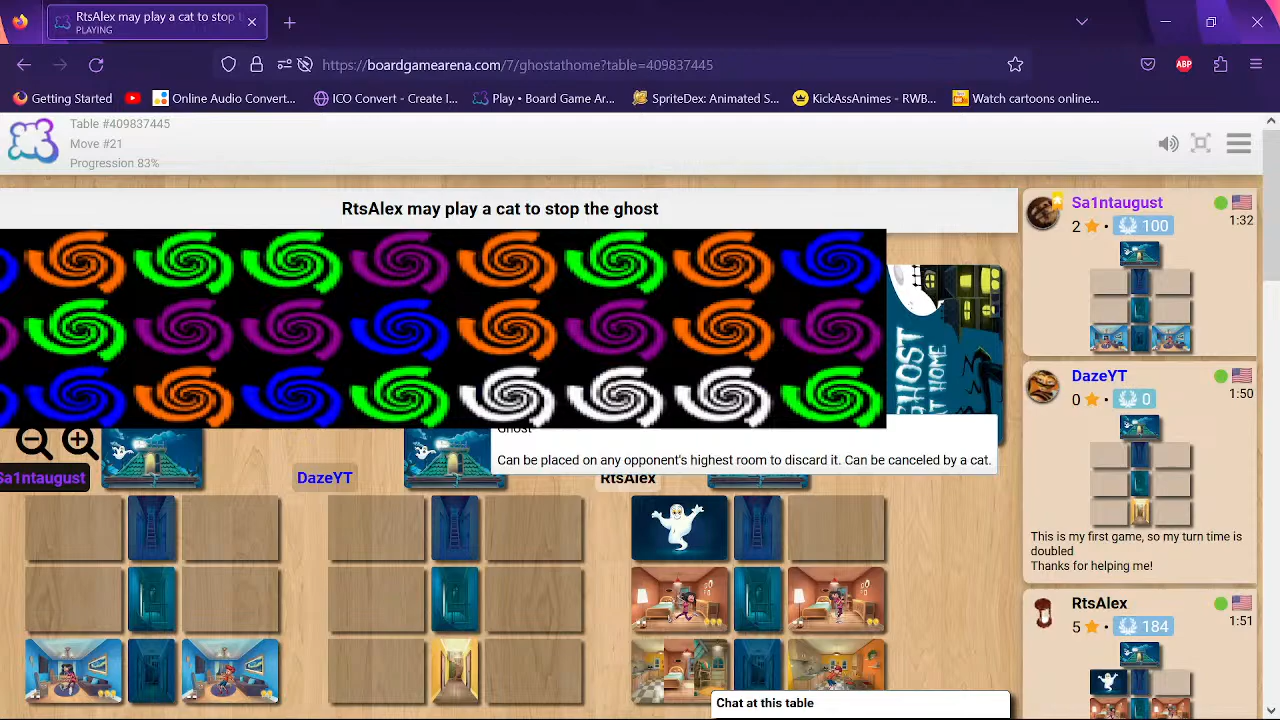 RtsAlex may play a cat to stop t
PLAYING
https://boardgamearena.com/7/ghostathome?table=409837445
ABP
Getting Started
Online Audio Convert...
ICO Convert - Create I...
Play • Board Game Ar...
SpriteDex: Animated S...
KickAssAnimes - RWB...
Watch cartoons online...
Table #409837445
Move #21
Progression 83%
RtsAlex may play a cat to stop the ghost
GHOST
AT HOME
Ghost
Can be placed on any opponent's highest room to discard it. Can be canceled by a cat.
Sa1ntaugust
DazeYT
RtsAlex
Sa1ntaugust
1:32
2 • 100
DazeYT
1:50
0 • 0
This is my first game, so my turn time is
doubled
Thanks for helping me!
RtsAlex
1:51
5 • 184
Chat at this table